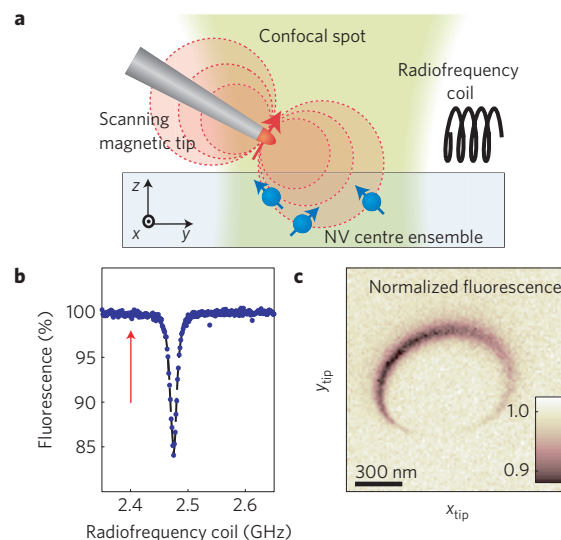 a
Confocal spot
Radiofrequency
coil
Scanning
magnetic tip
z
x
y
NV centre ensemble
b
c
100
95
90
85
Fluorescence (%)
2.4
2.5
2.6
Radiofrequency coil (GHz)
Normalized fluorescence
y_tip
1.0
0.9
300 nm
x_tip